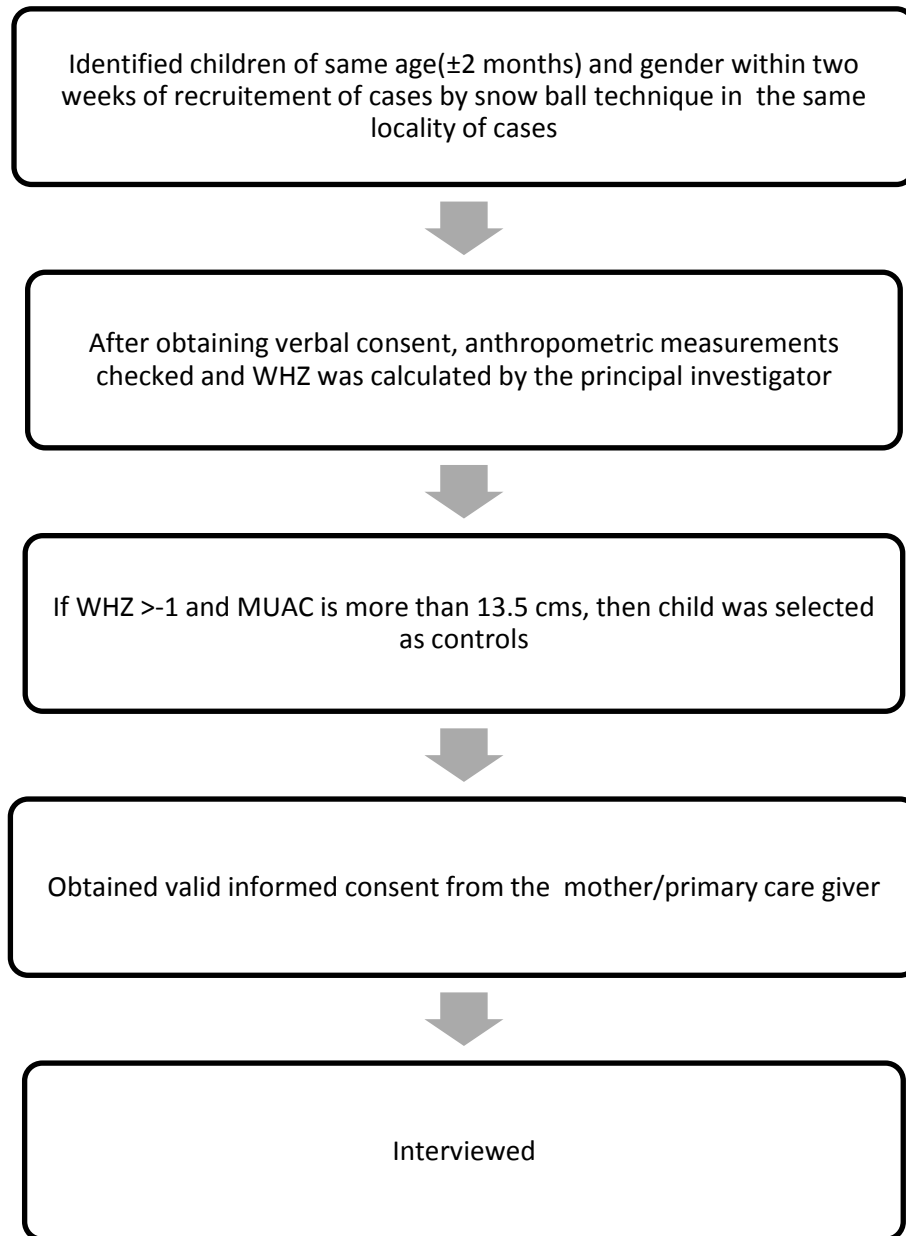 Identified children of same age(±2 months) and gender within two
weeks of recruitement of cases by snow ball technique in the same
locality of cases
After obtaining verbal consent, anthropometric measurements
checked and WHZ was calculated by the principal investigator
If WHZ >-1 and MUAC is more than 13.5 cms, then child was selected
as controls
Obtained valid informed consent from the mother/primary care giver
Interviewed